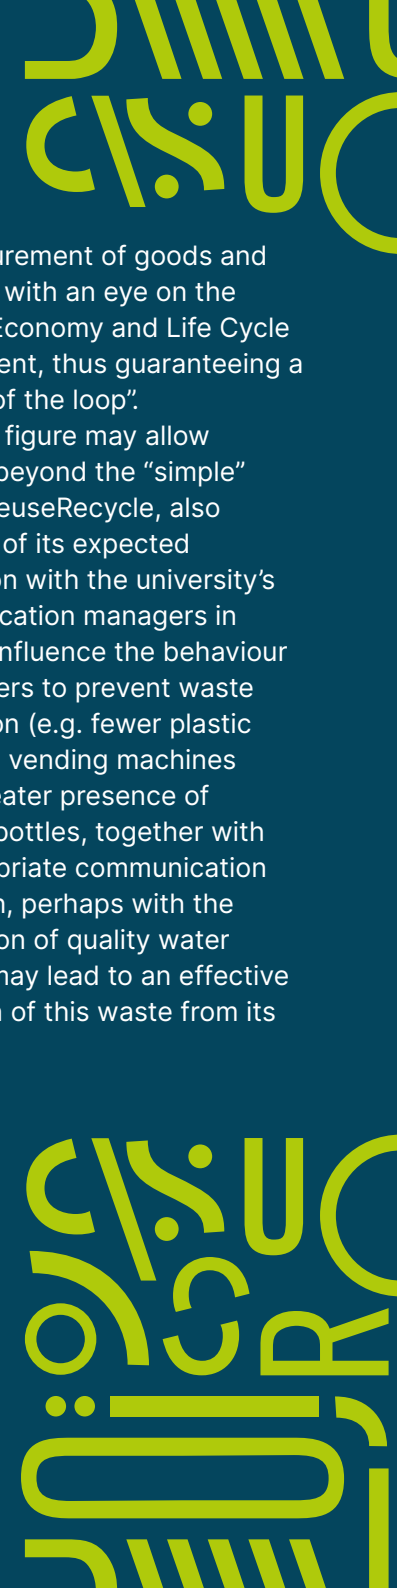 urement of goods and
with an eye on the
Economy and Life Cycle
ent, thus guaranteeing a
of the loop”.
figure may allow
beyond the “simple”
euseRecycle, also
of its expected
on with the university’s
cation managers in
nfluence the behaviour
ers to prevent waste
on (e.g. fewer plastic
vending machines
eater presence of
bottles, together with
priate communication
n, perhaps with the
on of quality water
may lead to an effective
n of this waste from its